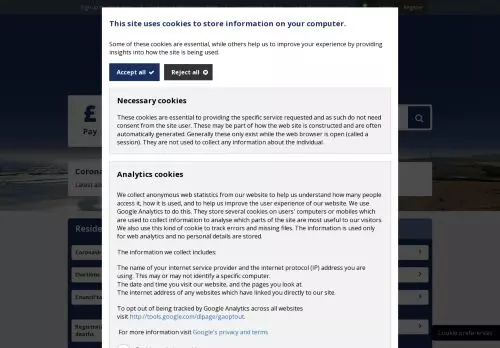 Sign up
Register
This site uses cookies to store information on your computer.
Some of these cookies are essential, while others help us to improve your experience by providing
insights into how the site is being used.
Accept all
Reject all
Necessary cookies
These cookies are essential to providing the specific service requested and as such do not need
consent from the site user. These may be part of how the web site is constructed and are often
automatically generated. Generally these only exist while the web browser is open (called a
session). They are not used to collect any information about the individual.
£
Pay
Analytics cookies
We collect anonymous web statistics from our website to help us understand how many people
access it, how it is used, and to help us improve the user experience of our website. We use
Google Analytics to do this. They store several cookies on users' computers or mobiles which
are used to collect information to analyse which parts of the site are most useful to our visitors.
We also use this kind of cookie to track errors and missing files. The information is used only
for web analytics and no personal details are stored.
The information we collect includes:
The name of your internet service provider and the internet protocol (IP) address you are
using. This may or may not identify a specific computer.
The date and time you visit our website, and the pages you look at.
The internet address of any websites which have linked you directly to our site.
To opt out of being tracked by Google Analytics across all websites
visit http://tools.google.com/dlpage/gaoptout.
For more information visit Google's privacy and terms
Corona
Latest
Reside
Coronavir
Elections
Council ta
deaths
Cookie preferences